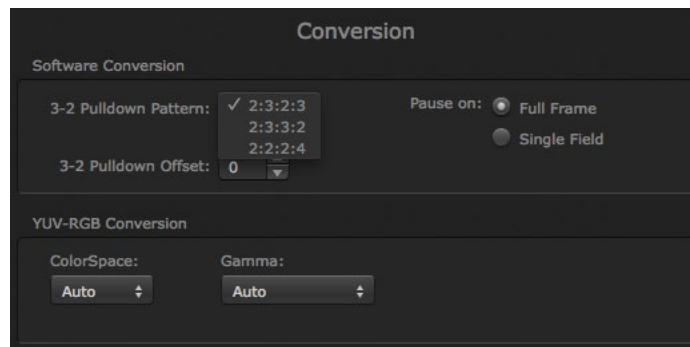 Conversion
Software Conversion
3-2 Pulldown Pattern: ✓ 2:3:2:3
2:3:3:2
2:2:2:4
Pause on: Full Frame
Single Field
3-2 Pulldown Offset: 0
YUV-RGB Conversion
ColorSpace: Gamma:
Auto Auto